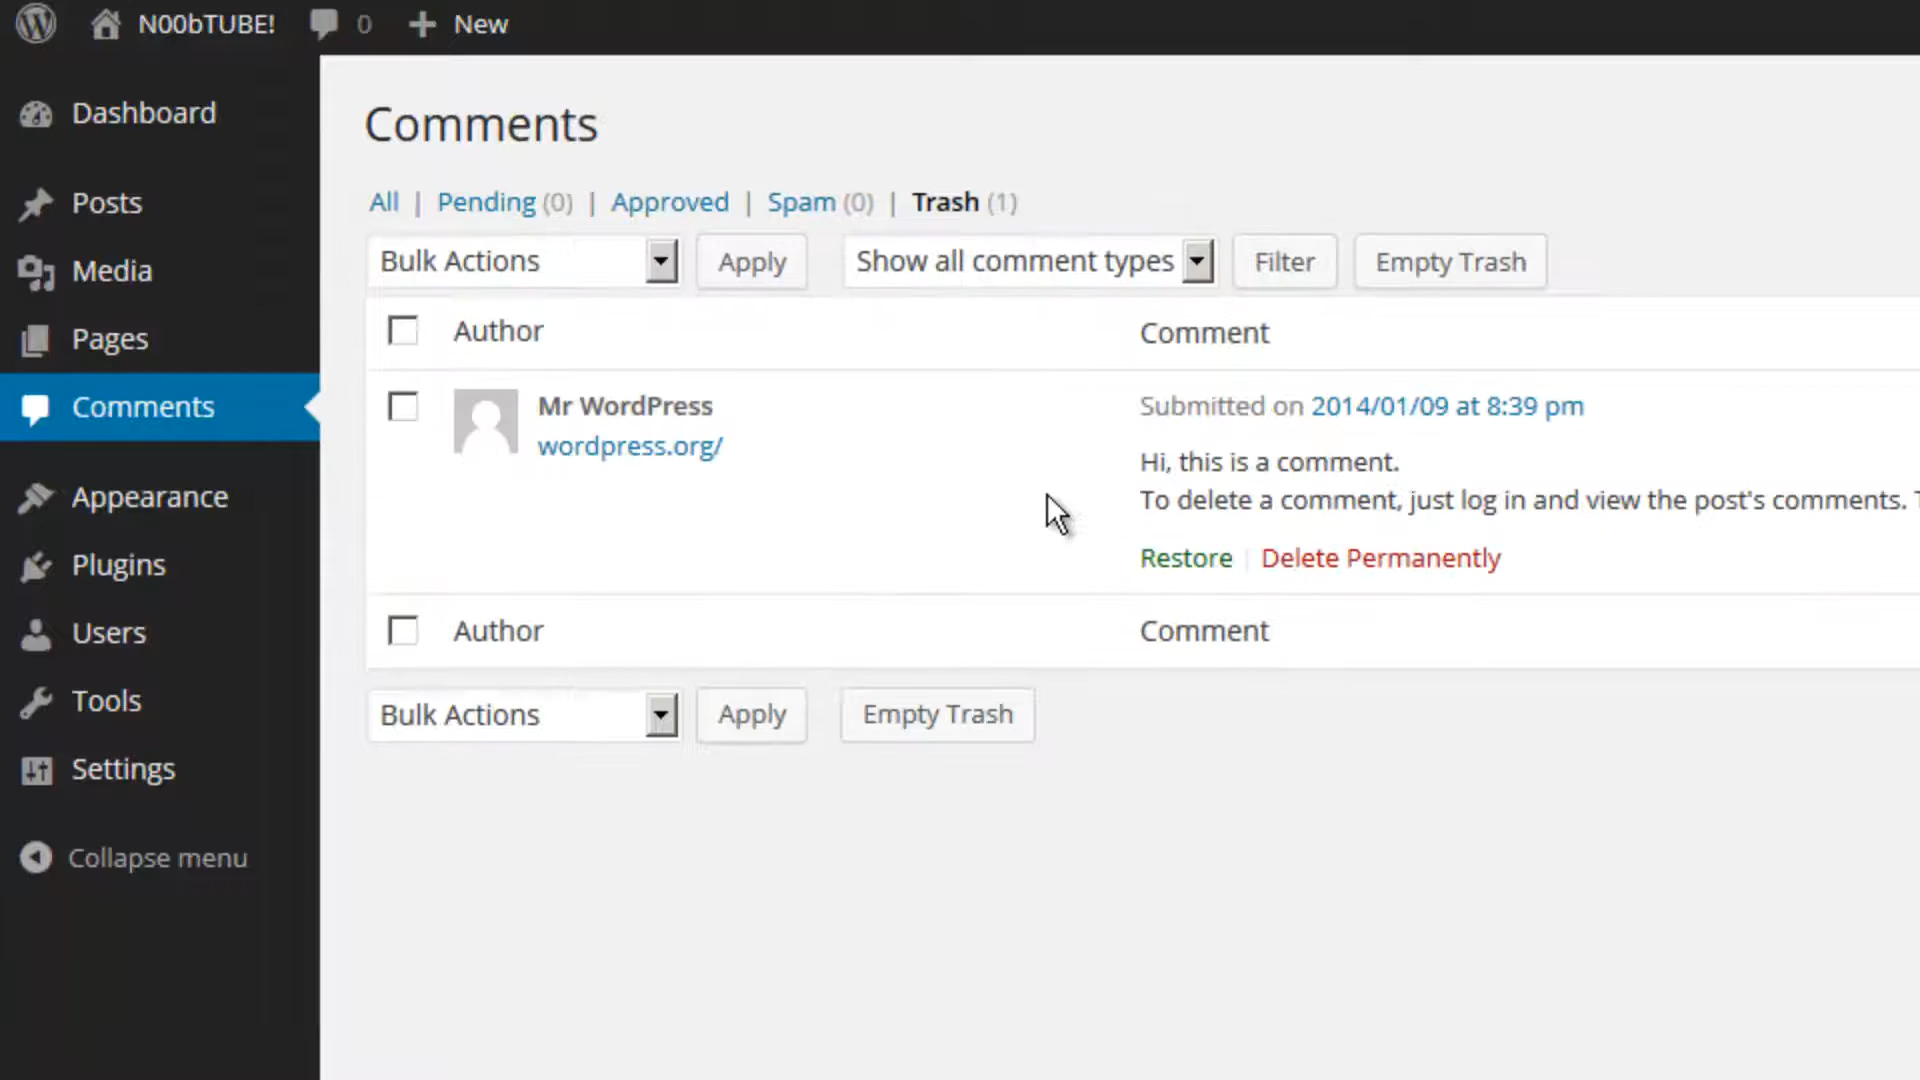 N00bTUBE! 0 New
Dashboard
Posts
Media
Pages
Comments
Appearance
Plugins
Users
Tools
Settings
Collapse menu
Comments
All | Pending (0) | Approved | Spam (0) | Trash (1)
Bulk Actions Apply Show all comment types Filter Empty Trash
Author Comment
Mr WordPress Submitted on 2014/01/09 at 8:39 pm
wordpress.org/
Hi, this is a comment.
To delete a comment, just log in and view the post's comments.
Restore | Delete Permanently
Author Comment
Bulk Actions Apply Empty Trash